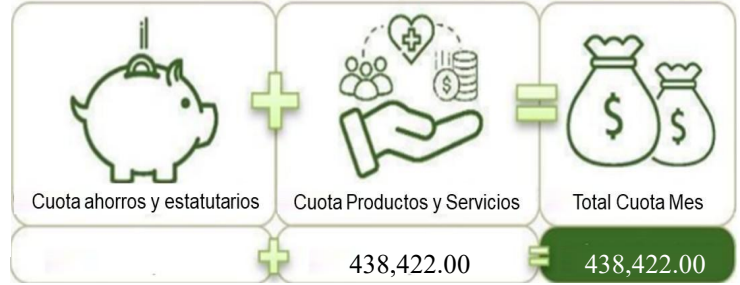 Cuota ahorros y estatutarios
Cuota Productos y Servicios
Total Cuota Mes
438,422.00
438,422.00